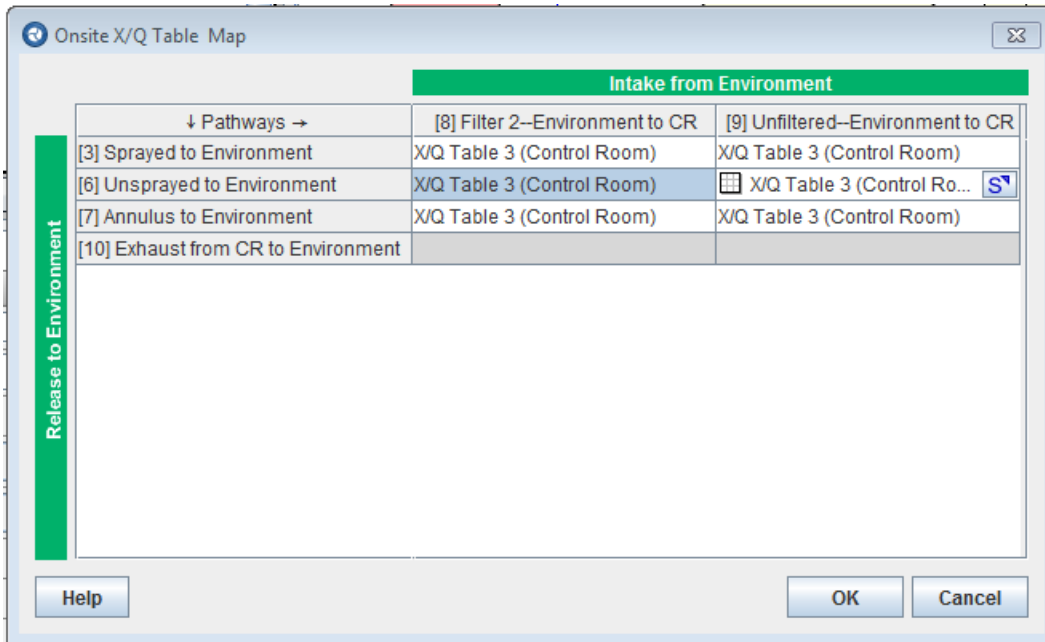 Onsite X/Q Table Map
Intake from Environment
↓ Pathways → [8] Filter 2--Environment to CR [9] Unfiltered--Environment to CR
[3] Sprayed to Environment X/Q Table 3 (Control Room) X/Q Table 3 (Control Room)
[6] Unsprayed to Environment X/Q Table 3 (Control Room) X/Q Table 3 (Control Ro... S
[7] Annulus to Environment X/Q Table 3 (Control Room) X/Q Table 3 (Control Room)
[10] Exhaust from CR to Environment
Release to Environment
Help OK Cancel